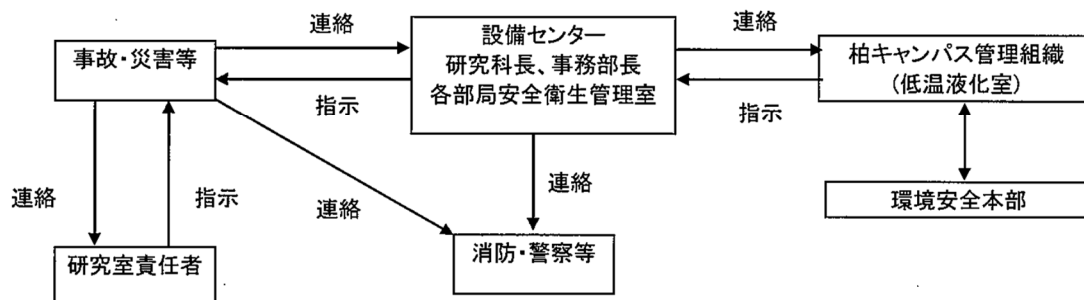 連絡
連絡
事故・災害等
設備センター
研究科長、事務部長
各部局安全衛生管理室
柏キャンパス管理組織
(低温液化室)
指示
指示
連絡
指示
連絡
連絡
環境安全本部
研究室責任者
消防・警察等